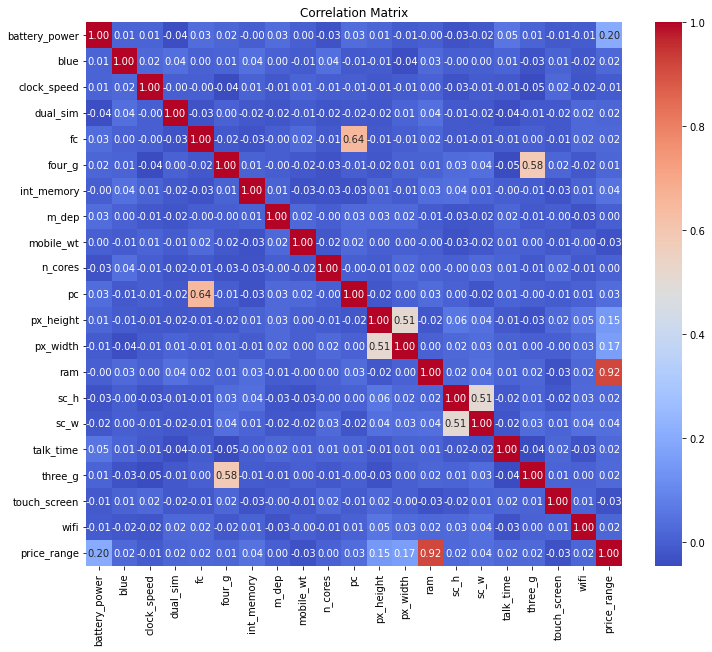 Correlation Matrix
battery_power 1.00 0.01 0.01 -0.04 0.03 0.02 -0.00 0.03 0.00 -0.03 0.03 0.01 -0.01 -0.00 -0.03 -0.02 0.05 0.01 -0.01 -0.01 0.20
blue 0.01 1.00 0.02 0.04 0.00 0.01 0.04 0.00 -0.01 0.04 -0.01 -0.01 -0.04 0.03 -0.00 0.00 0.01 -0.03 0.01 -0.02 0.02
clock_speed 0.01 0.02 1.00 -0.00 -0.00 -0.04 0.01 -0.01 0.01 -0.01 -0.01 -0.01 -0.01 0.00 -0.03 -0.01 -0.01 -0.05 0.02 -0.02 -0.01
dual_sim -0.04 0.04 -0.00 1.00 -0.03 0.00 -0.02 -0.02 -0.01 -0.02 -0.02 -0.02 0.01 0.04 -0.01 -0.02 -0.04 -0.01 -0.02 0.02 0.02
fc 0.03 0.00 -0.00 -0.03 1.00 -0.02 -0.03 -0.00 0.02 -0.01 0.64 -0.01 -0.01 0.02 -0.01 -0.01 -0.01 0.00 -0.01 0.02 0.02
four_g 0.02 0.01 -0.04 0.00 -0.02 1.00 0.01 -0.00 -0.02 -0.03 -0.01 -0.02 0.01 0.01 0.03 0.04 -0.05 0.58 0.02 -0.02 0.01
int_memory -0.00 0.04 0.01 -0.02 -0.03 0.01 1.00 0.01 -0.03 -0.03 -0.03 0.01 -0.01 0.03 0.04 0.01 -0.00 -0.01 -0.03 0.01 0.04
m_dep 0.03 0.00 -0.01 -0.02 -0.00 -0.00 0.01 1.00 0.02 -0.00 0.03 0.03 0.02 -0.01 -0.03 -0.02 0.02 -0.01 -0.00 -0.03 0.00
mobile_wt 0.00 -0.01 0.01 -0.01 0.02 -0.02 -0.03 0.02 1.00 -0.02 0.02 0.00 0.00 -0.00 -0.03 -0.02 0.01 0.00 -0.01 -0.00 -0.03
n_cores -0.03 0.04 -0.01 -0.02 -0.01 -0.03 -0.03 -0.00 -0.02 1.00 -0.00 -0.01 0.02 0.00 -0.00 0.03 0.01 -0.01 0.02 -0.01 0.00
pc 0.03 -0.01 -0.01 -0.02 0.64 -0.01 -0.03 0.03 0.02 -0.00 1.00 -0.02 0.00 0.03 0.00 -0.02 0.01 -0.00 -0.01 0.01 0.03
px_height 0.01 -0.01 -0.01 -0.02 -0.01 -0.02 0.01 0.03 0.00 -0.01 -0.02 1.00 0.51 -0.02 0.06 0.04 -0.01 -0.03 0.02 0.05 0.15
px_width -0.01 -0.04 -0.01 0.01 -0.01 0.01 -0.01 0.02 0.00 0.02 0.00 0.51 1.00 0.00 0.02 0.03 -0.01 0.00 -0.00 0.03 0.17
ram -0.00 0.03 0.00 0.04 0.02 0.01 0.03 -0.01 -0.00 0.00 0.03 -0.02 0.00 1.00 0.02 0.04 0.01 0.02 -0.03 0.02 0.92
sc_h -0.03 -0.00 -0.03 -0.01 -0.01 0.03 0.04 -0.03 -0.03 -0.00 0.00 0.06 0.02 0.02 1.00 0.51 -0.02 0.01 -0.02 0.03 0.02
sc_w -0.02 0.00 -0.01 -0.02 -0.01 0.04 0.01 -0.02 -0.02 0.03 -0.02 0.04 0.03 0.04 0.51 1.00 -0.02 0.03 0.01 0.04 0.04
talk_time 0.05 0.01 -0.01 -0.04 -0.01 -0.05 -0.00 0.02 0.01 0.01 0.01 -0.01 -0.01 0.01 -0.02 -0.02 1.00 -0.04 0.02 -0.03 0.02
three_g 0.01 -0.03 -0.05 -0.01 0.00 0.58 -0.01 -0.01 0.00 -0.01 -0.00 -0.03 0.00 0.02 0.01 0.03 -0.04 1.00 0.01 0.00 0.02
touch_screen -0.01 0.01 0.02 -0.02 -0.01 0.02 -0.03 -0.00 -0.01 0.02 -0.01 0.02 -0.00 -0.03 -0.02 0.01 0.02 0.01 1.00 0.01 -0.03
wifi -0.01 -0.02 -0.02 0.02 0.02 -0.02 0.01 -0.03 -0.00 -0.01 0.01 0.05 0.03 0.02 0.03 0.04 -0.03 0.00 0.01 1.00 0.02
price_range 0.20 0.02 -0.01 0.02 0.02 0.01 0.04 0.00 -0.03 0.00 0.03 0.15 0.17 0.92 0.02 0.04 0.02 0.02 -0.03 0.02 1.00
battery_power blue clock_speed dual_sim fc four_g int_memory m_dep mobile_wt n_cores pc px_height px_width ram sc_h sc_w talk_time three_g touch_screen wifi price_range
1.0
0.8
0.6
0.4
0.2
0.0